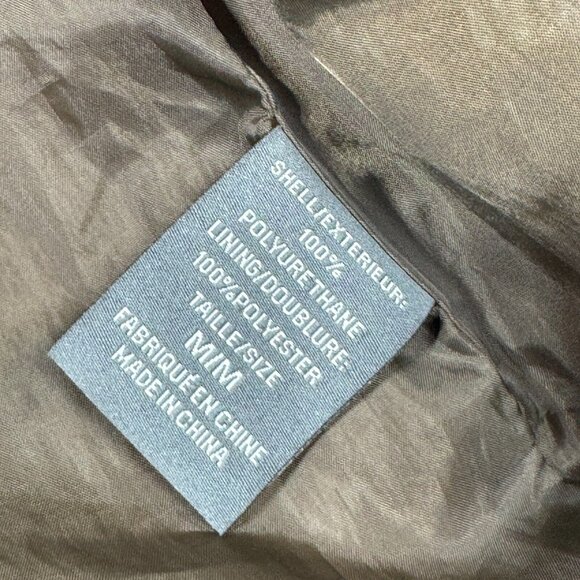 SHELL/EXTERIEUR:
100%
POLYURETHANE
LINING/DOUBLURE:
100%POLYESTER
TAILLE/SIZE
M/M
FABRIQUÉ EN CHINE
MADE IN CHINA